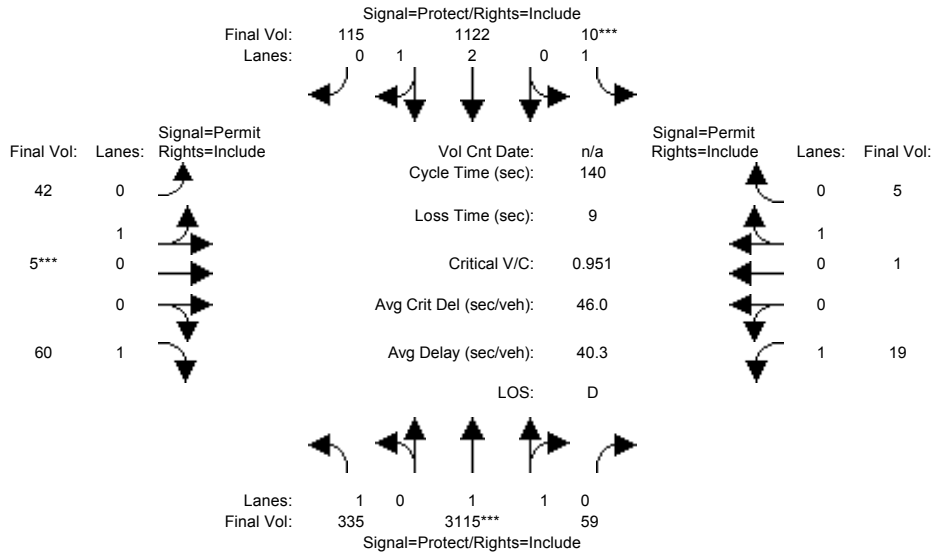 Signal=Protect/Rights=Include
Final Vol: 115 1122 10***
Lanes: 0 1 2 0 1
Signal=Permit Signal=Permit
Final Vol: Lanes: Rights=Include Vol Cnt Date: n/a Rights=Include Lanes: Final Vol:
Cycle Time (sec): 140
42 0 0 5
Loss Time (sec): 9
1 1
5*** 0 Critical V/C: 0.951 0 1
0 Avg Crit Del (sec/veh): 46.0 0
60 1 Avg Delay (sec/veh): 40.3 1 19
LOS: D
Lanes: 1 0 1 1 0
Final Vol: 335 3115*** 59
Signal=Protect/Rights=Include